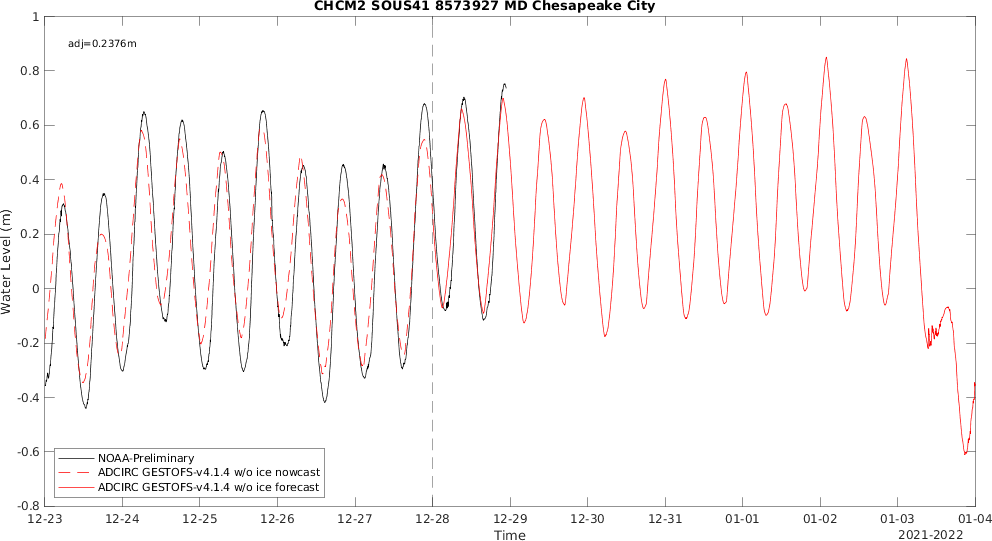 CHCM2 SOUS41 8573927 MD Chesapeake City
adj=0.2376m
1
0.8
0.6
0.4
0.2
0
-0.2
-0.4
-0.6
-0.8
Water Level (m)
NOAA-Preliminary
ADCIRC GESTOFS-v4.1.4 w/o ice nowcast
ADCIRC GESTOFS-v4.1.4 w/o ice forecast
12-23 12-24 12-25 12-26 12-27 12-28 12-29 12-30 12-31 01-01 01-02 01-03 01-04
Time
2021-2022